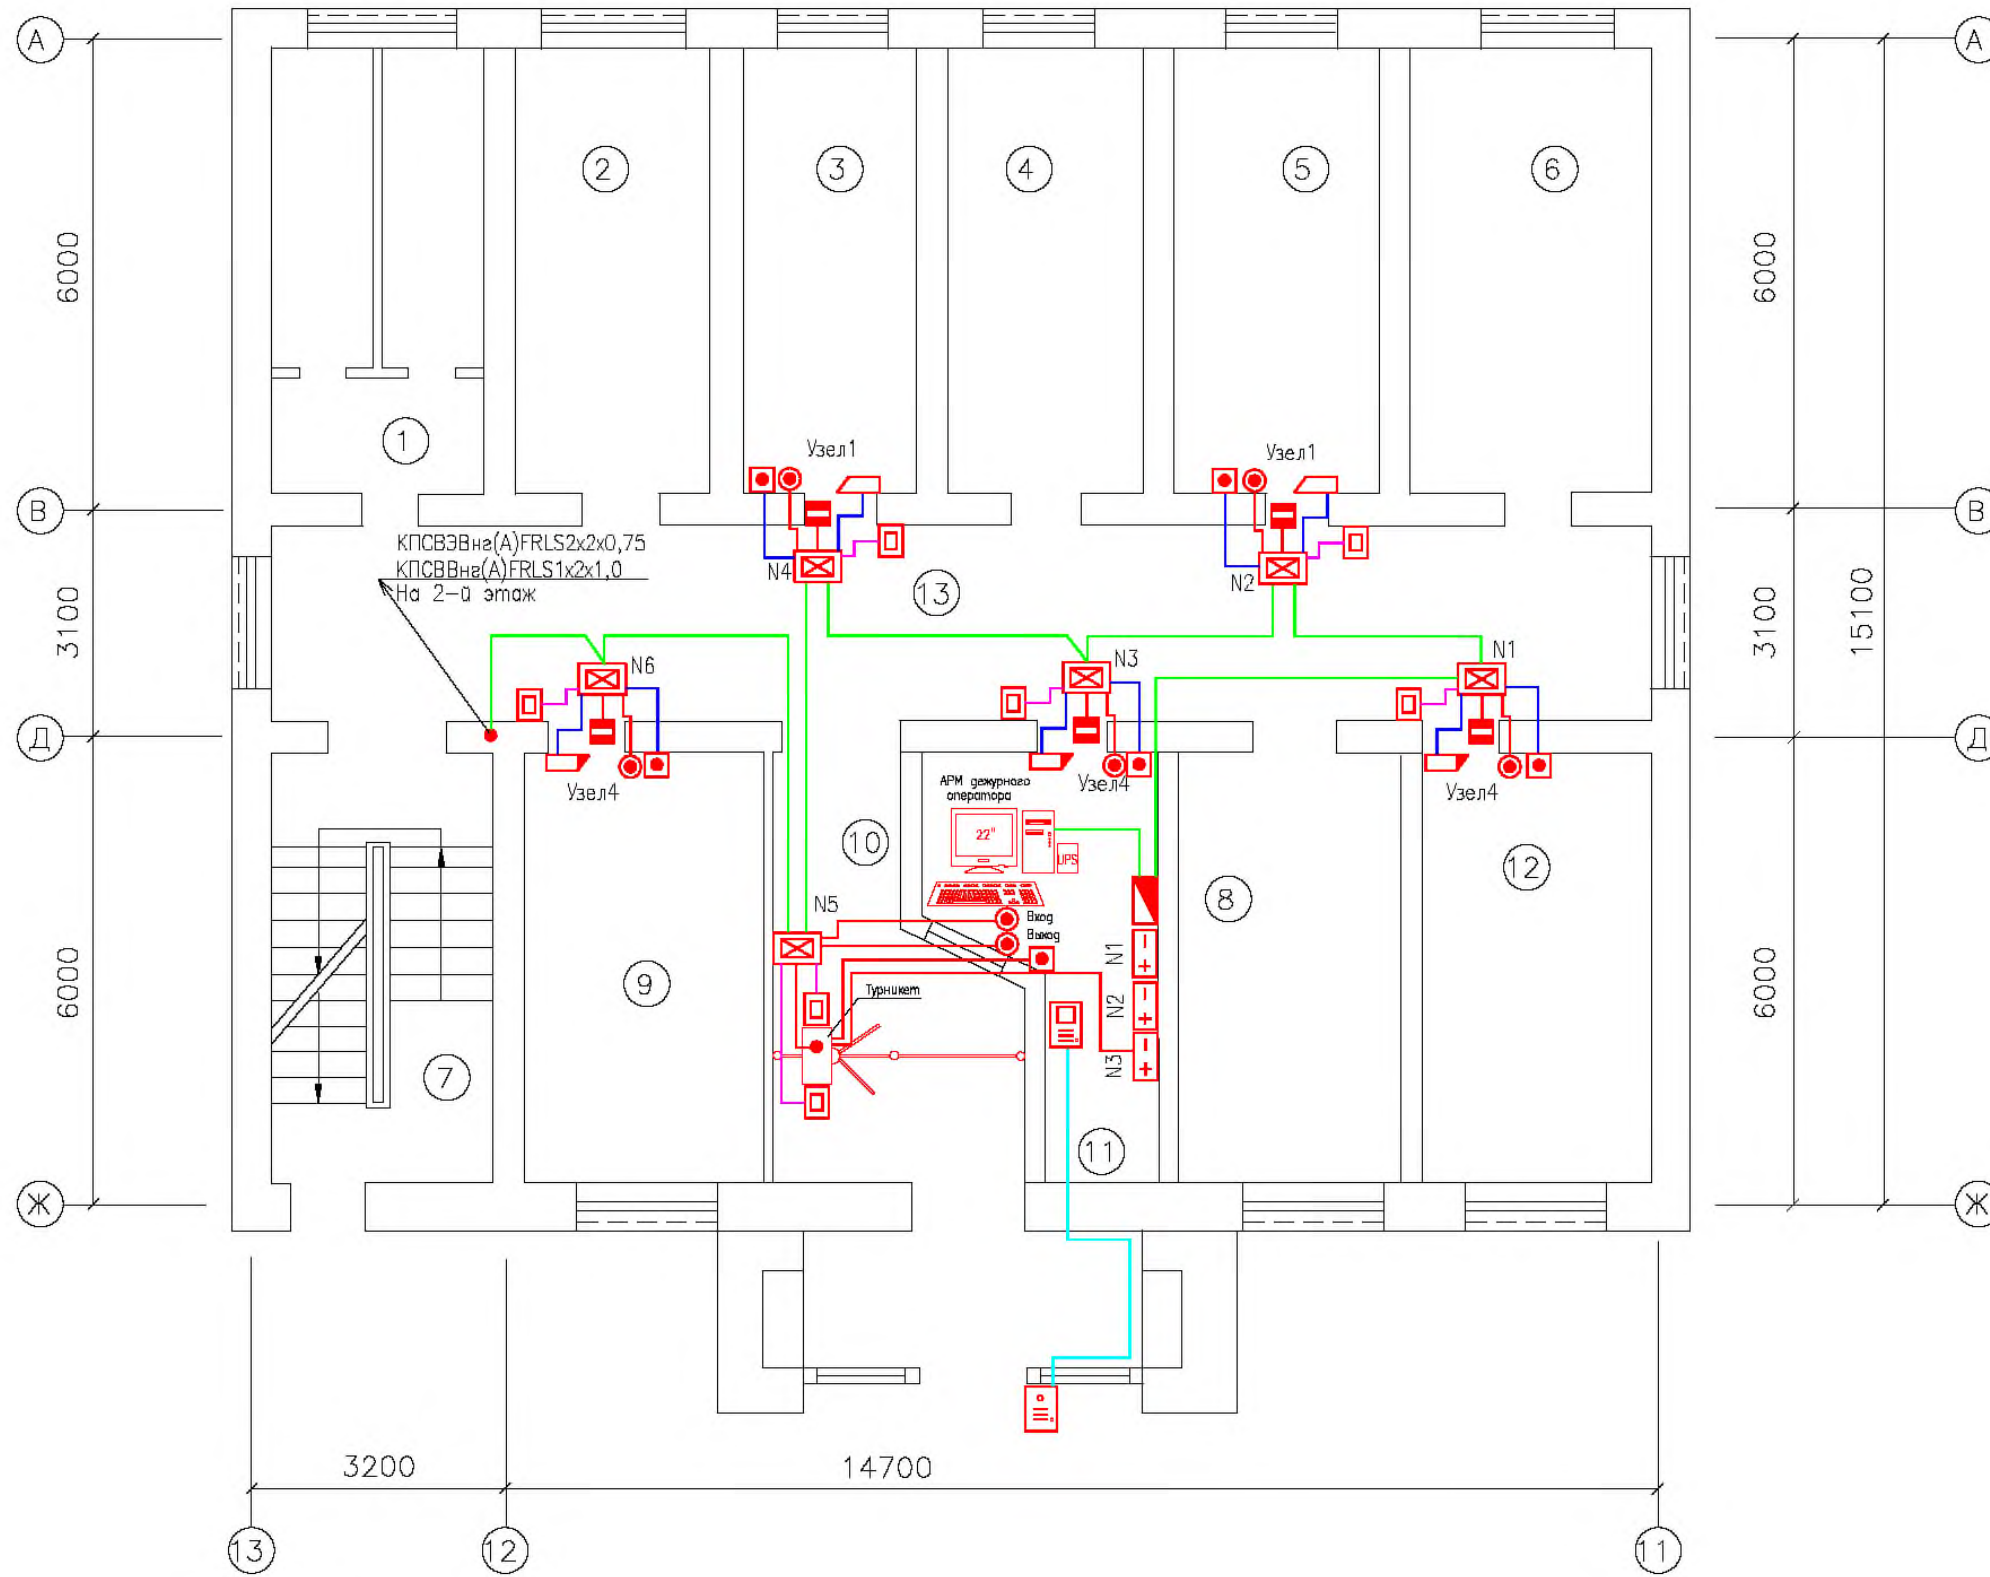 А
А
2
3
4
5
6
6000
6000
1
Узел1
Узел1
В
В
КПСВЭВнг(А)FRLS2x2x0,75
КПСВВнг(А)FRLS1x2x1,0
На 2-й этаж
N4
13
N2
3100
3100
15100
N6
N3
N1
Д
Д
Узел4
АРМ дежурного
оператора
Узел4
Узел4
22"
UPS
10
12
8
N5
Вход
Выход
N1
9
Турникет
N2
6000
6000
N3
7
11
Ж
Ж
3200
14700
13
12
11